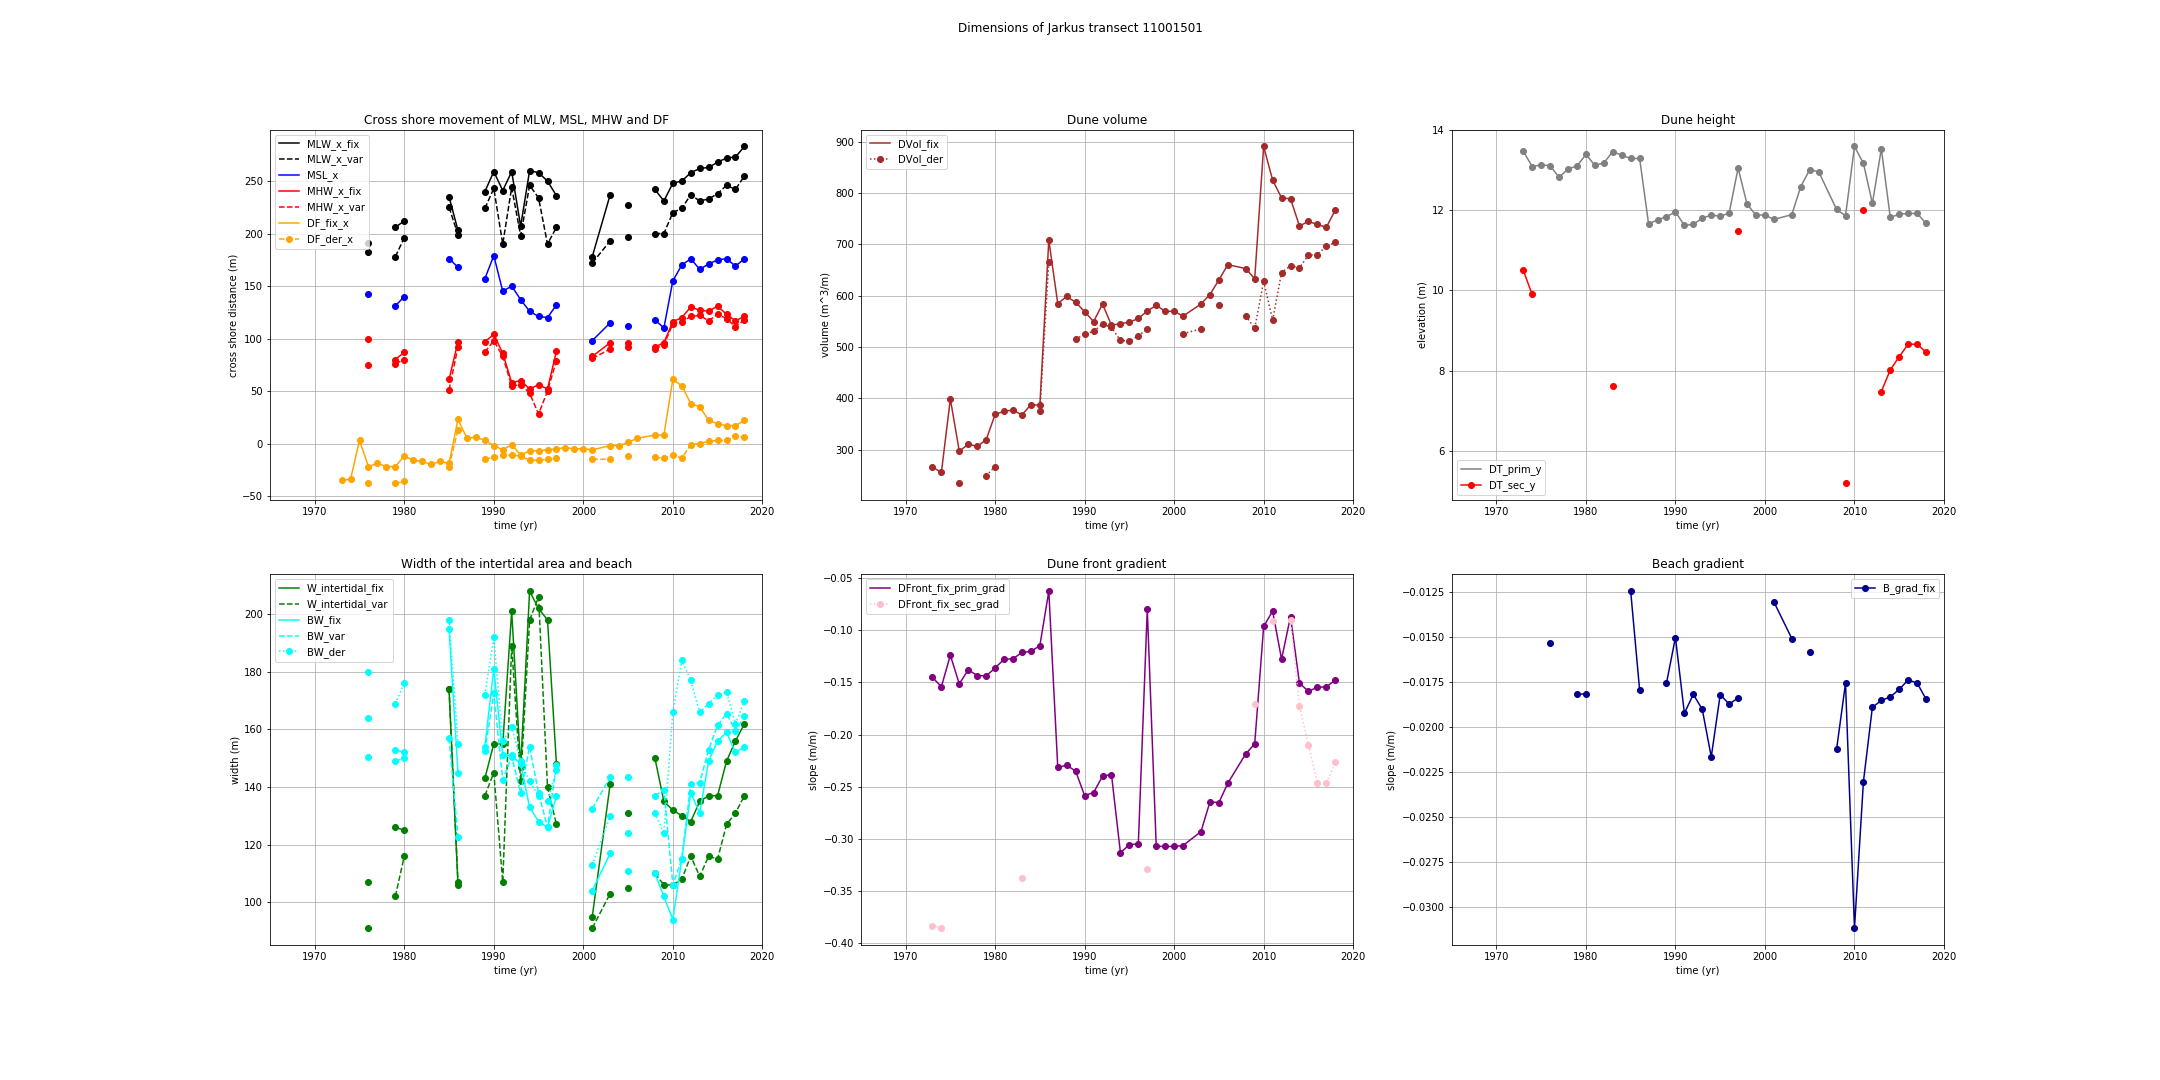 Dimensions of Jarkus transect 11001501
Cross shore movement of MLW, MSL, MHW and DF
MLW_x_fix
MLW_x_var
MSL_x
MHW_x_fix
MHW_x_var
DF_fix_x
DF_der_x
cross shore distance (m)
250
200
150
100
50
0
−50
1970 1980 1990 2000 2010 2020
time (yr)
Dune volume
DVol_fix
DVol_der
volume (m^3/m)
900
800
700
600
500
400
300
1970 1980 1990 2000 2010 2020
time (yr)
Dune height
DT_prim_y
DT_sec_y
elevation (m)
14
12
10
8
6
1970 1980 1990 2000 2010 2020
time (yr)
Width of the intertidal area and beach
W_intertidal_fix
W_intertidal_var
BW_fix
BW_var
BW_der
width (m)
200
180
160
140
120
100
1970 1980 1990 2000 2010 2020
time (yr)
Dune front gradient
DFront_fix_prim_grad
DFront_fix_sec_grad
slope (m/m)
−0.05
−0.10
−0.15
−0.20
−0.25
−0.30
−0.35
−0.40
1970 1980 1990 2000 2010 2020
time (yr)
Beach gradient
B_grad_fix
slope (m/m)
−0.0125
−0.0150
−0.0175
−0.0200
−0.0225
−0.0250
−0.0275
−0.0300
1970 1980 1990 2000 2010 2020
time (yr)